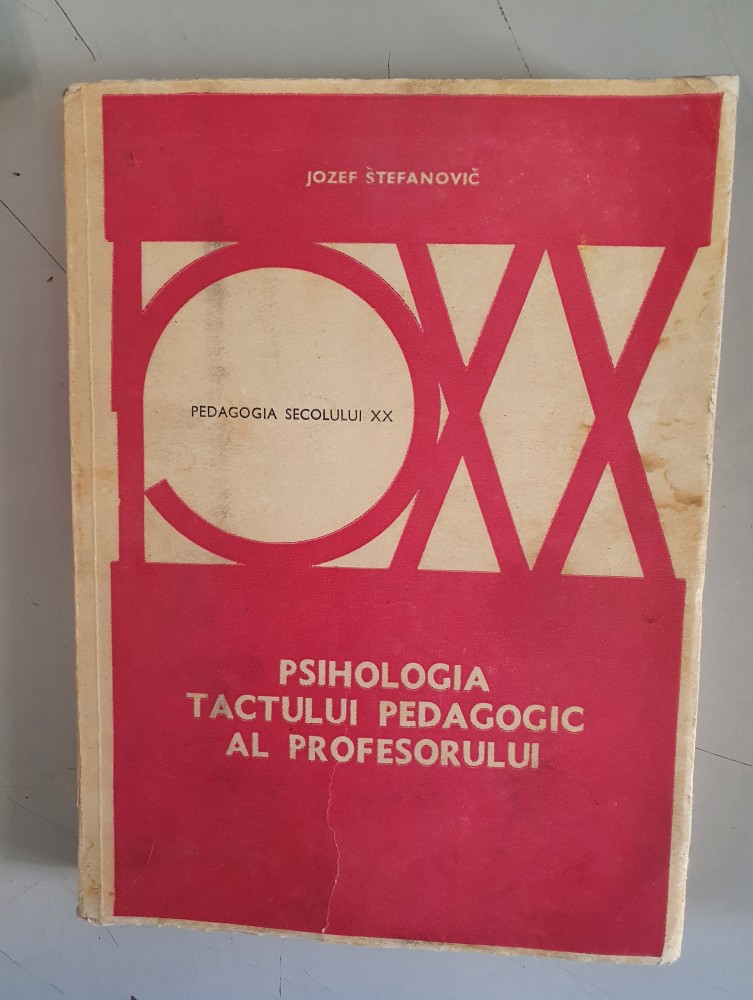 JOZEF ŠTEFANOVIČ
PEDAGOGIA SECOLULUI XX
PSIHOLOGIA
TACTULUI PEDAGOGIC
AL PROFESORULUI